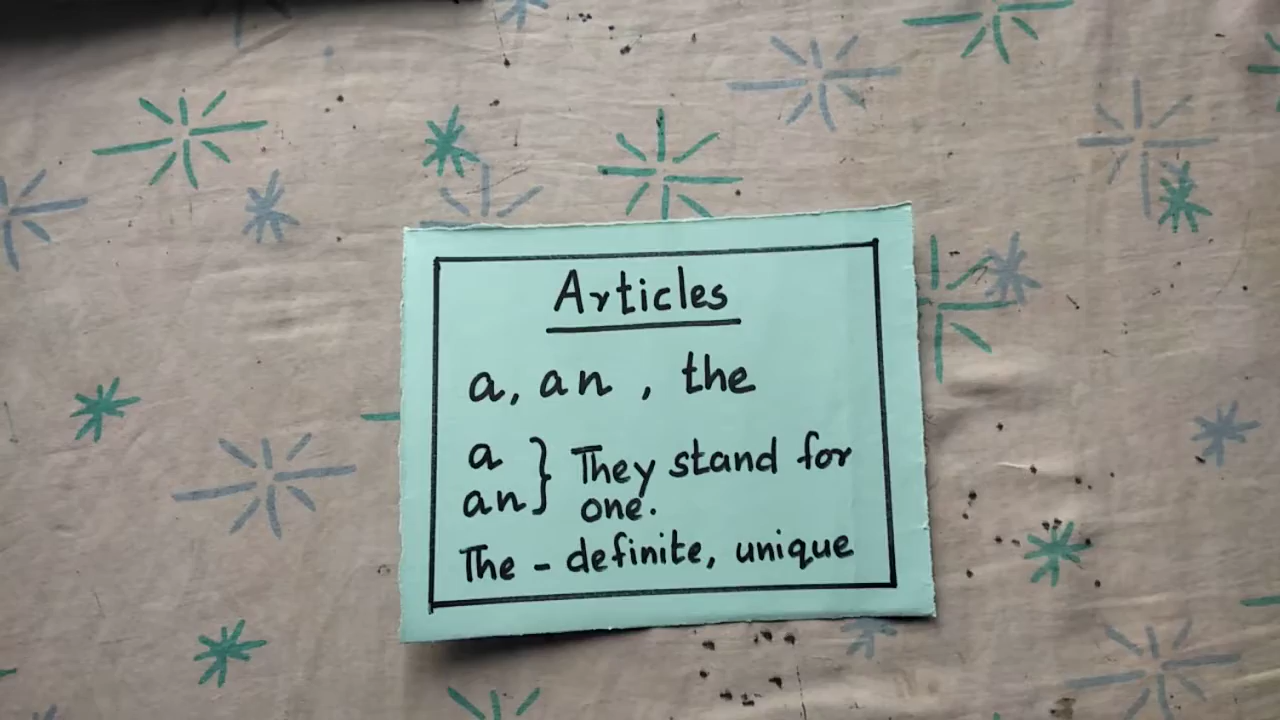 Articles
a, an , the
a
an } They stand for
one.
The - definite, unique